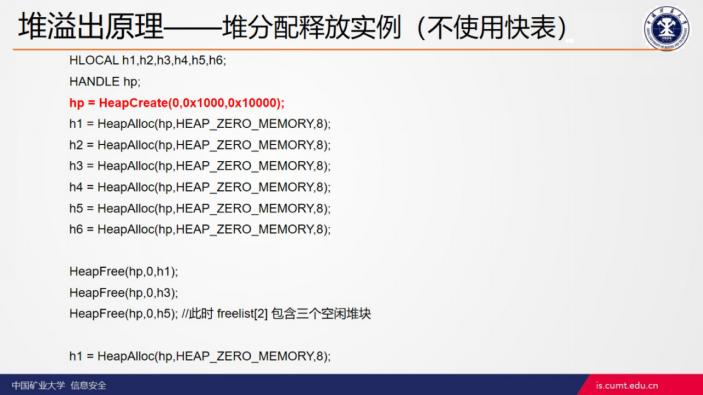 堆溢出原理——堆分配释放实例（不使用快表）
HLOCAL h1,h2,h3,h4,h5,h6;
HANDLE hp;
hp = HeapCreate(0,0x1000,0x10000);
h1 = HeapAlloc(hp,HEAP_ZERO_MEMORY,8);
h2 = HeapAlloc(hp,HEAP_ZERO_MEMORY,8);
h3 = HeapAlloc(hp,HEAP_ZERO_MEMORY,8);
h4 = HeapAlloc(hp,HEAP_ZERO_MEMORY,8);
h5 = HeapAlloc(hp,HEAP_ZERO_MEMORY,8);
h6 = HeapAlloc(hp,HEAP_ZERO_MEMORY,8);
HeapFree(hp,0,h1);
HeapFree(hp,0,h3);
HeapFree(hp,0,h5); //此时 freelist[2] 包含三个空闲堆块
h1 = HeapAlloc(hp,HEAP_ZERO_MEMORY,8);
中国矿业大学 信息安全
is.cumt.edu.cn